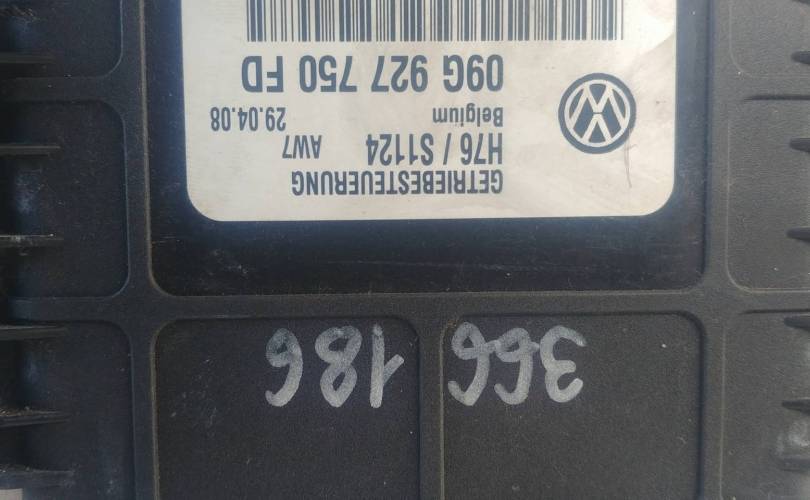 366 186
GETRIEBESTEUERUNG
H76 / S1124 AW7
Belgium 29.04.08
09G 927 750 FD